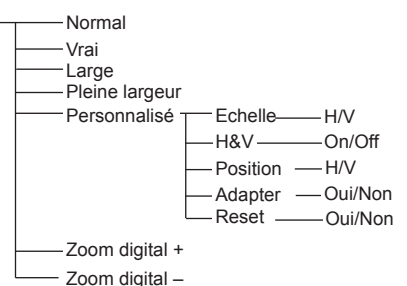 Normal
Vrai
Large
Pleine largeur
Personnalisé Echelle H/V
H&V On/Off
Position H/V
Adapter Oui/Non
Reset Oui/Non
Zoom digital +
Zoom digital –